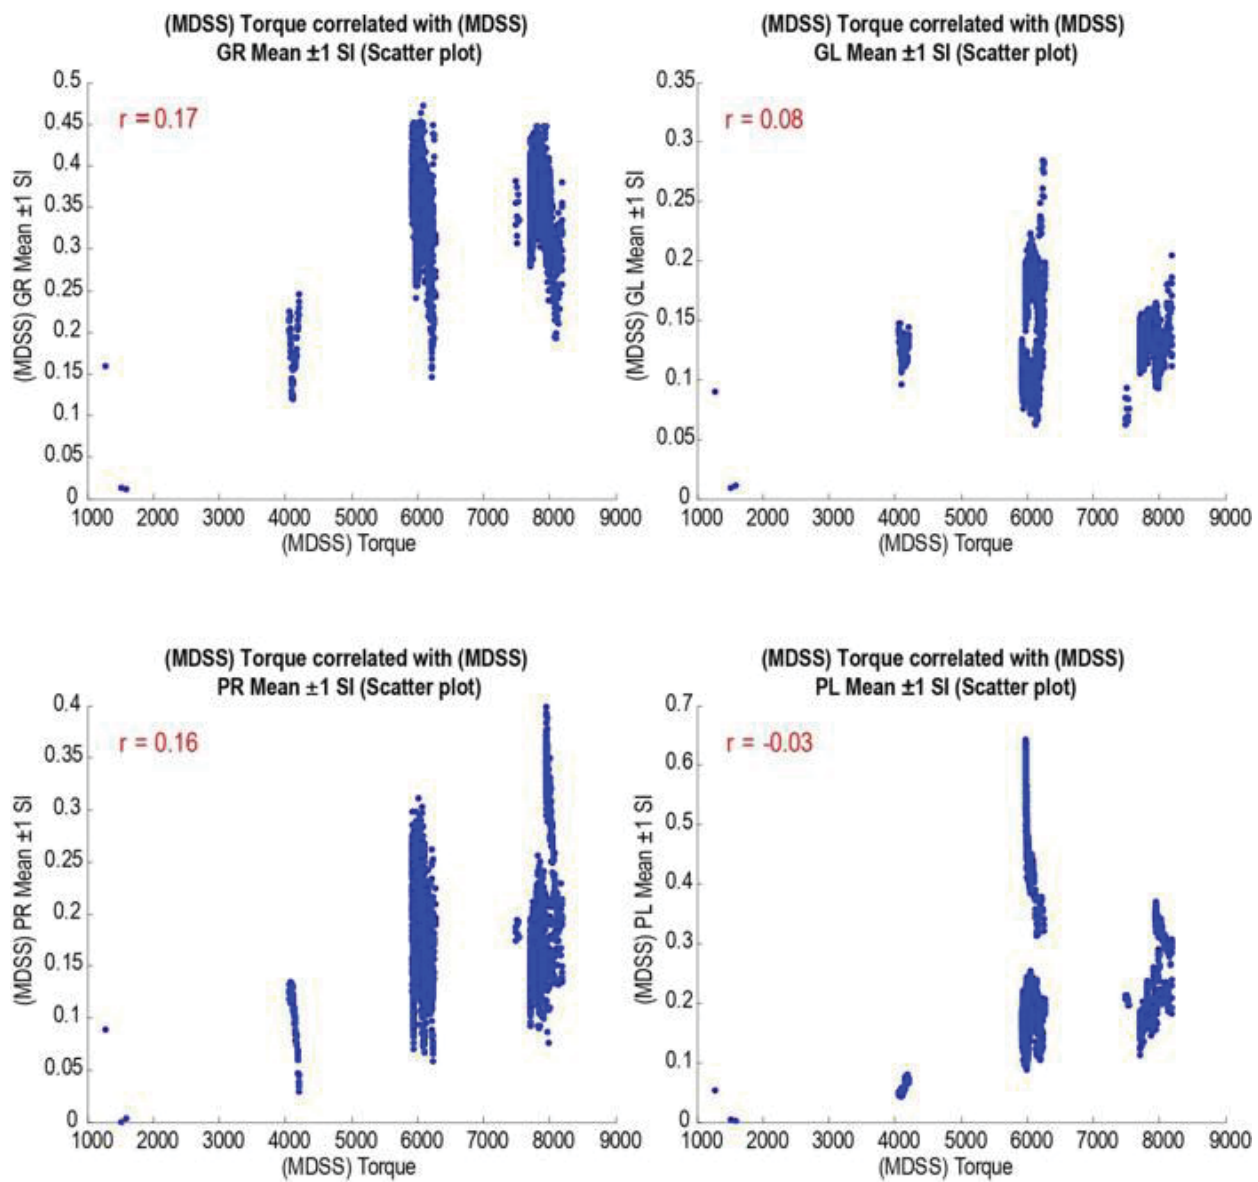 (MDSS) Torque correlated with (MDSS)
GR Mean ±1 SI (Scatter plot)
r = 0.17
(MDSS) GR Mean ±1 SI
0.5
0.45
0.4
0.35
0.3
0.25
0.2
0.15
0.1
0.05
0
1000 2000 3000 4000 5000 6000 7000 8000 9000
(MDSS) Torque
(MDSS) Torque correlated with (MDSS)
GL Mean ±1 SI (Scatter plot)
r = 0.08
(MDSS) GL Mean ±1 SI
0.35
0.3
0.25
0.2
0.15
0.1
0.05
0
1000 2000 3000 4000 5000 6000 7000 8000 9000
(MDSS) Torque
(MDSS) Torque correlated with (MDSS)
PR Mean ±1 SI (Scatter plot)
r = 0.16
(MDSS) PR Mean ±1 SI
0.4
0.35
0.3
0.25
0.2
0.15
0.1
0.05
0
1000 2000 3000 4000 5000 6000 7000 8000 9000
(MDSS) Torque
(MDSS) Torque correlated with (MDSS)
PL Mean ±1 SI (Scatter plot)
r = -0.03
(MDSS) PL Mean ±1 SI
0.7
0.6
0.5
0.4
0.3
0.2
0.1
0
1000 2000 3000 4000 5000 6000 7000 8000 9000
(MDSS) Torque